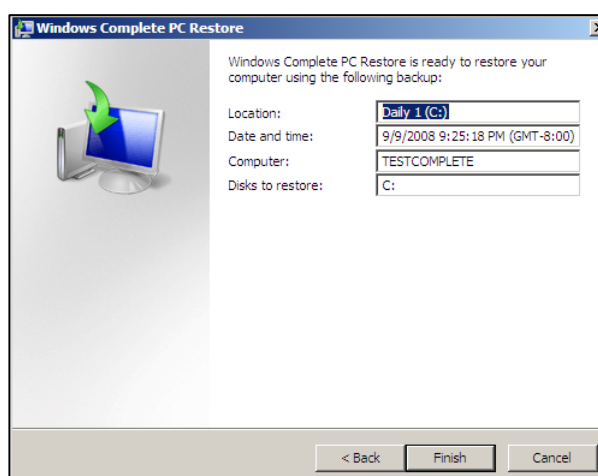 Windows Complete PC Restore
Windows Complete PC Restore is ready to restore your
computer using the following backup:
Location: Daily 1 (C:)
Date and time: 9/9/2008 9:25:18 PM (GMT-8:00)
Computer: TESTCOMPLETE
Disks to restore: C:
< Back Finish Cancel